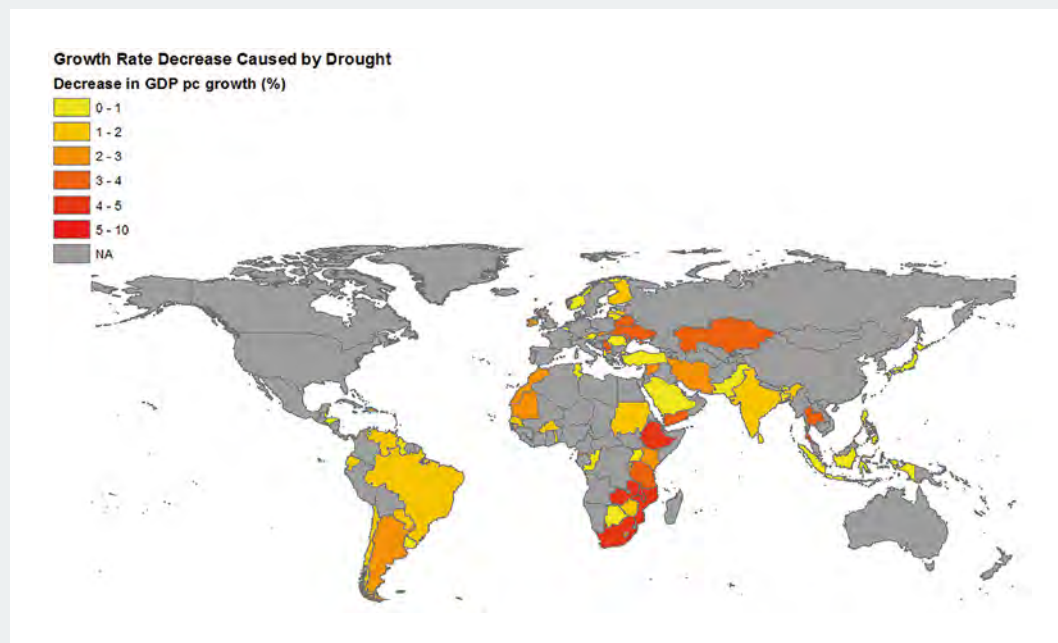 Growth Rate Decrease Caused by Drought
Decrease in GDP pc growth (%)
0 - 1
1 - 2
2 - 3
3 - 4
4 - 5
5 - 10
NA